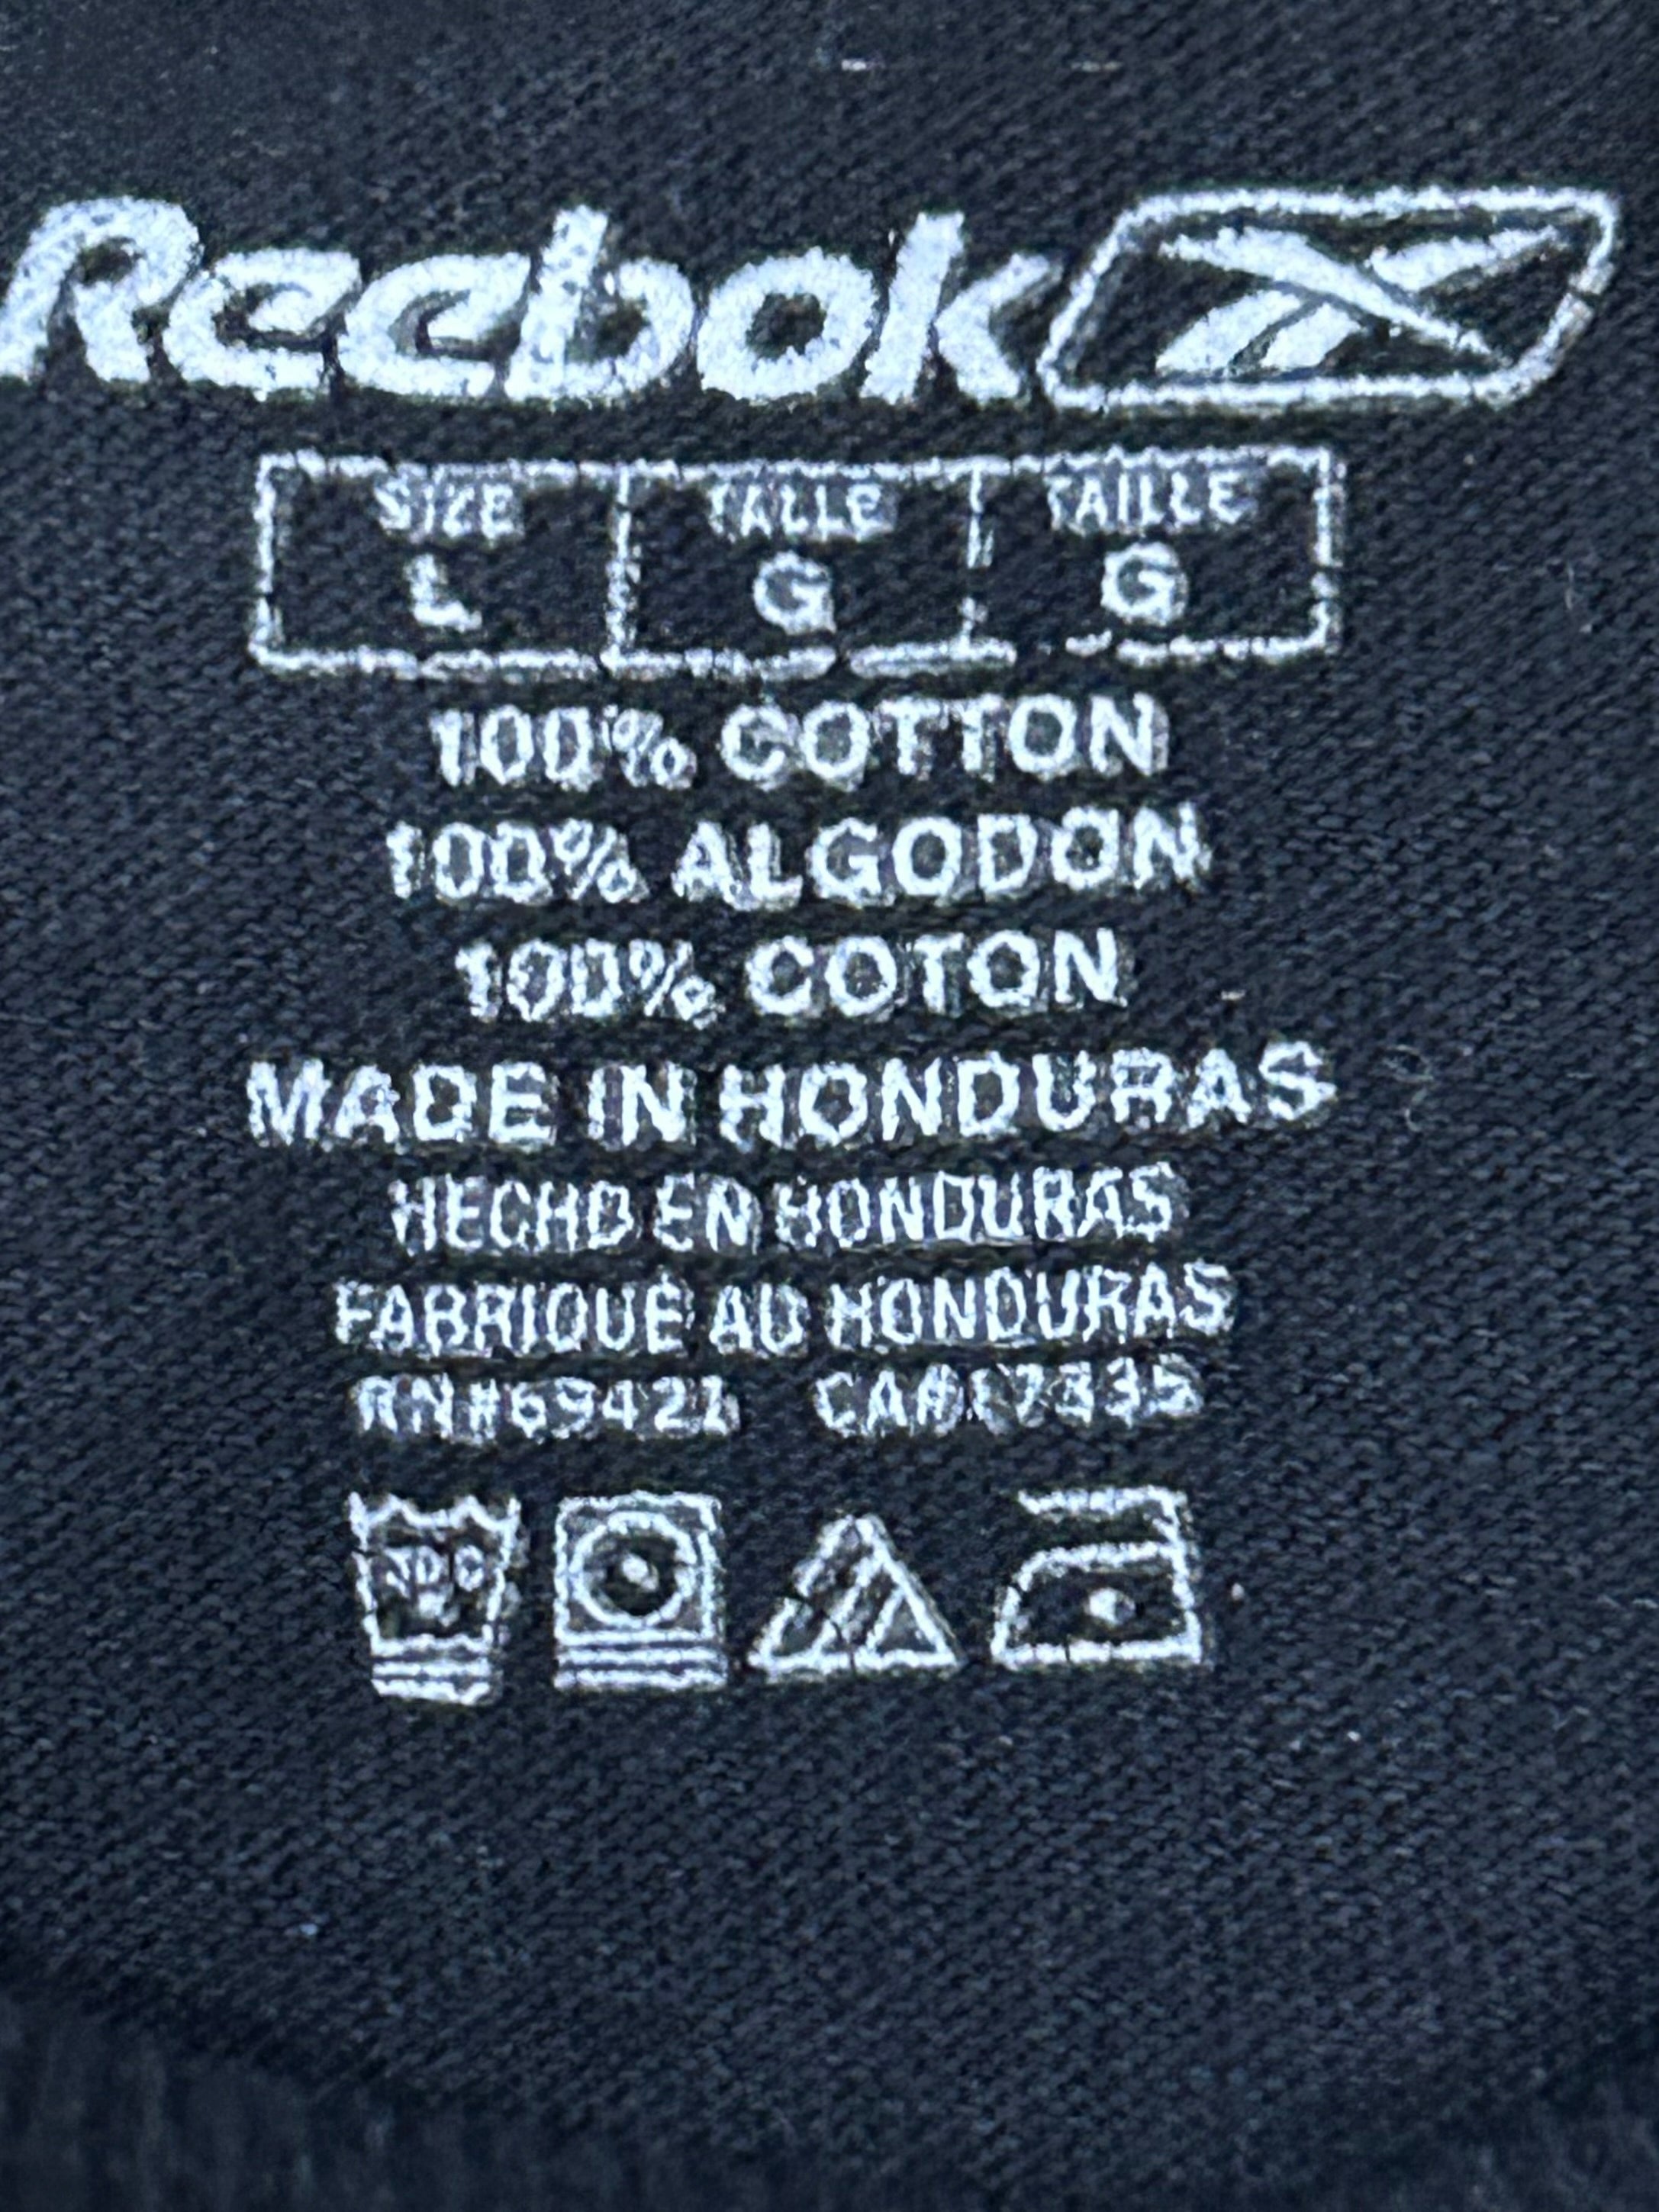 Reebok
SIZE TALLE TAILLE
L G G
100% COTTON
100% ALGODON
100% COTON
MADE IN HONDURAS
HECHO EN HONDURAS
FABRIQUÉ AU HONDURAS
RN#69421